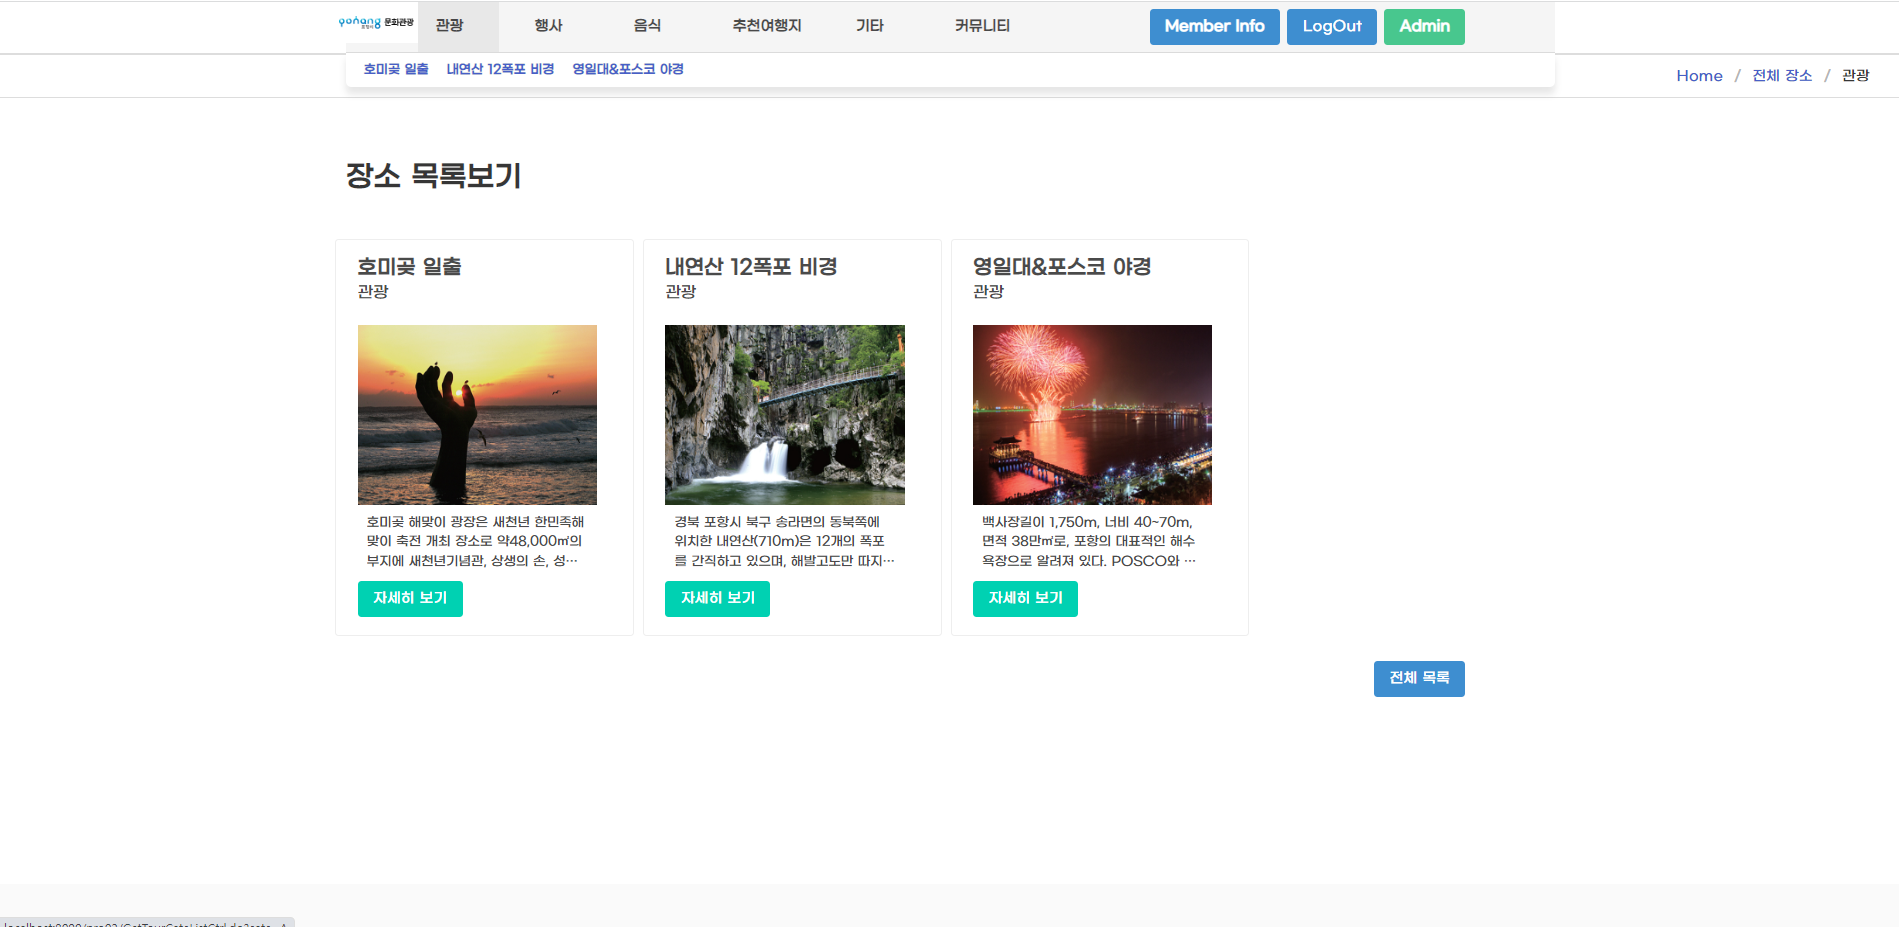 pohang 문화관광
관광 행사 음식 추천여행지 기타 커뮤니티 Member Info LogOut Admin
호미곶 일출 내연산 12폭포 비경 영일대&포스코 야경
Home / 전체 장소 / 관광
장소 목록보기
호미곶 일출
관광
호미곶 해맞이 광장은 새천년 한민족해
맞이 축전 개최 장소로 약48,000㎡의
부지에 새천년기념관, 상생의 손, 성…
자세히 보기
내연산 12폭포 비경
관광
경북 포항시 북구 송라면의 동북쪽에
위치한 내연산(710m)은 12개의 폭포
를 간직하고 있으며, 해발고도만 따지…
자세히 보기
영일대&포스코 야경
관광
백사장길이 1,750m, 너비 40~70m,
면적 38만㎡로, 포항의 대표적인 해수
욕장으로 알려져 있다. POSCO와 …
자세히 보기
전체 목록